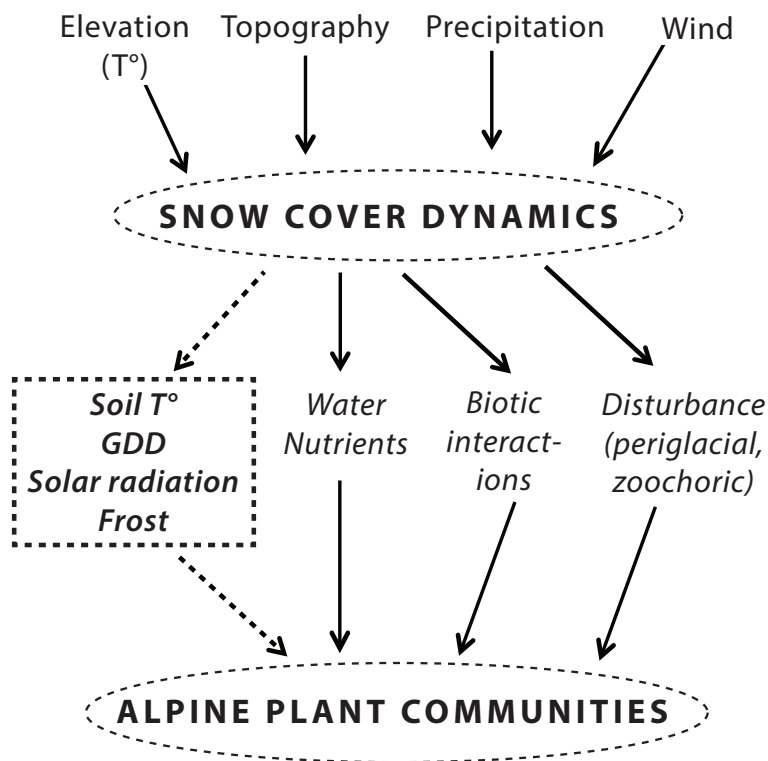 Elevation Topography Precipitation Wind
(T°)
SNOW COVER DYNAMICS
Soil T°
GDD
Solar radiation
Frost
Water
Nutrients
Biotic
interact-
ions
Disturbance
(periglacial,
zoochoric)
ALPINE PLANT COMMUNITIES